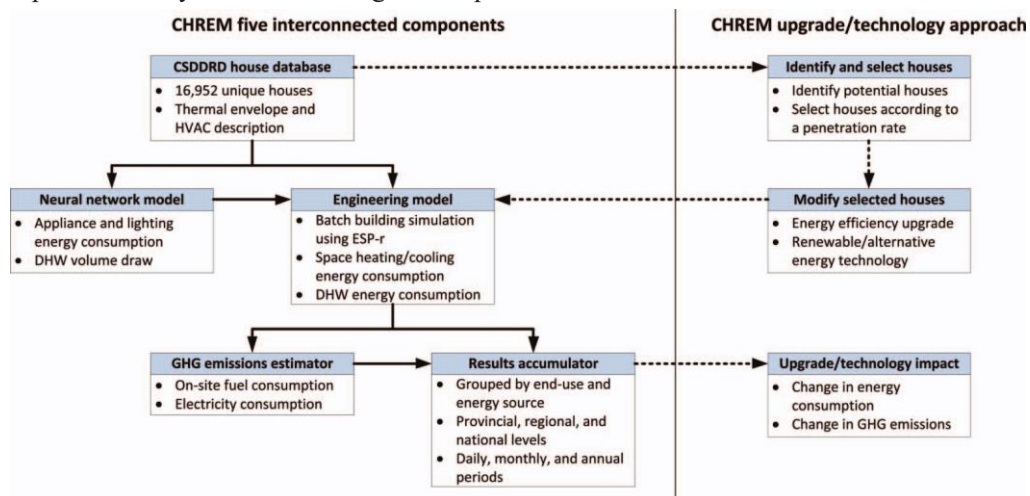 CHREM five interconnected components
CHREM upgrade/technology approach
CSDDRD house database
• 16,952 unique houses
• Thermal envelope and
HVAC description
Identify and select houses
• Identify potential houses
• Select houses according to
a penetration rate
Neural network model
• Appliance and lighting
energy consumption
• DHW volume draw
Engineering model
• Batch building simulation
using ESP-r
• Space heating/cooling
energy consumption
• DHW energy consumption
Modify selected houses
• Energy efficiency upgrade
• Renewable/alternative
energy technology
GHG emissions estimator
• On-site fuel consumption
• Electricity consumption
Results accumulator
• Grouped by end-use and
energy source
• Provincial, regional, and
national levels
• Daily, monthly, and annual
periods
Upgrade/technology impact
• Change in energy
consumption
• Change in GHG emissions